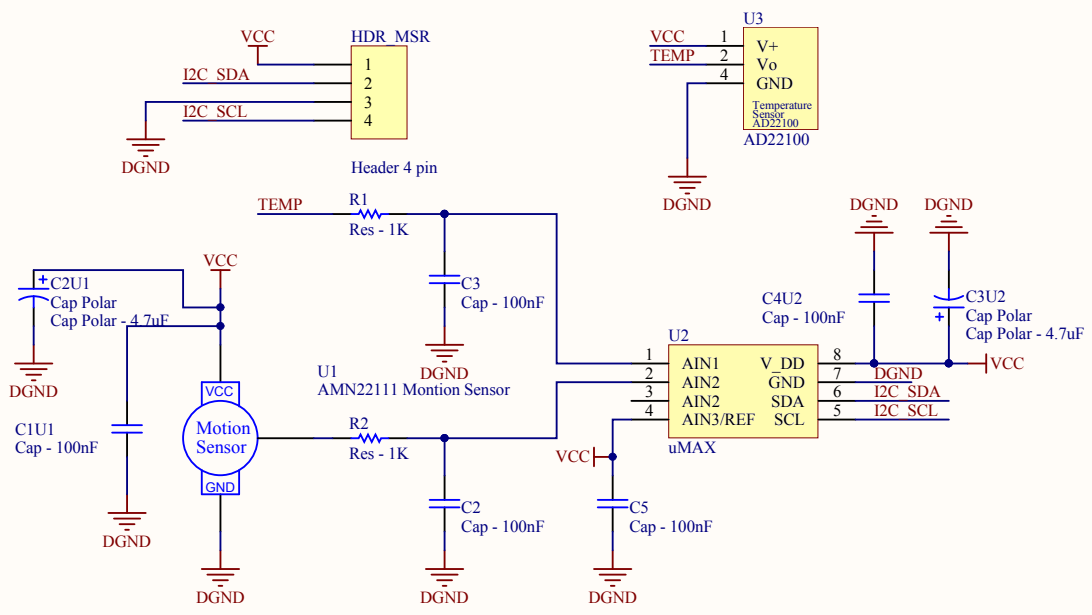 VCC
HDR_MSR
1
I2C_SDA
2
3
I2C_SCL
4
DGND
Header 4 pin
U3
VCC
1
V+
TEMP
2
Vo
4
GND
Temperature
Sensor
AD22100
AD22100
DGND
TEMP
R1
Res - 1K
C3
Cap - 100nF
DGND
DGND
DGND
C4U2
Cap - 100nF
C3U2
Cap Polar
Cap Polar - 4.7uF
+
VCC
+
C2U1
Cap Polar
Cap Polar - 4.7uF
DGND
C1U1
Cap - 100nF
DGND
VCC
Motion
Sensor
GND
DGND
U1
AMN22111 Montion Sensor
R2
Res - 1K
C2
Cap - 100nF
DGND
U2
1
AIN1
V_DD
8
VCC
2
AIN2
GND
7
DGND
3
AIN2
SDA
6
I2C_SDA
4
AIN3/REF
SCL
5
I2C_SCL
uMAX
VCC
C5
Cap - 100nF
DGND